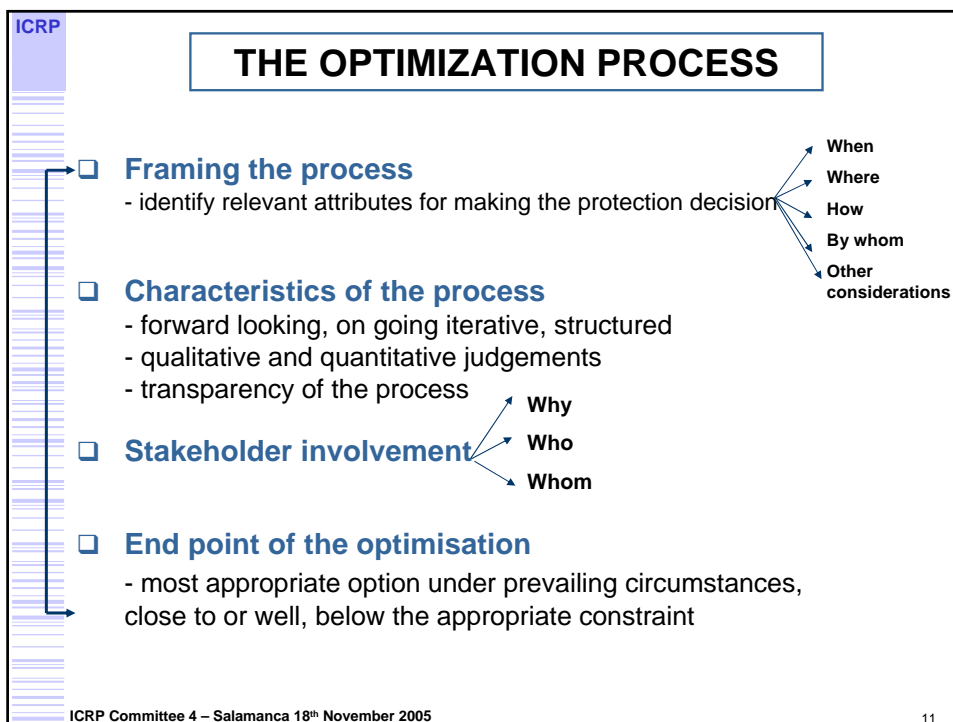 ICRP
THE OPTIMIZATION PROCESS
❑ Framing the process
- identify relevant attributes for making the protection decision
When
Where
How
By whom
Other
considerations
❑ Characteristics of the process
- forward looking, on going iterative, structured
- qualitative and quantitative judgements
- transparency of the process
❑ Stakeholder involvement
Why
Who
Whom
❑ End point of the optimisation
- most appropriate option under prevailing circumstances,
close to or well, below the appropriate constraint
ICRP Committee 4 – Salamanca 18th November 2005
11